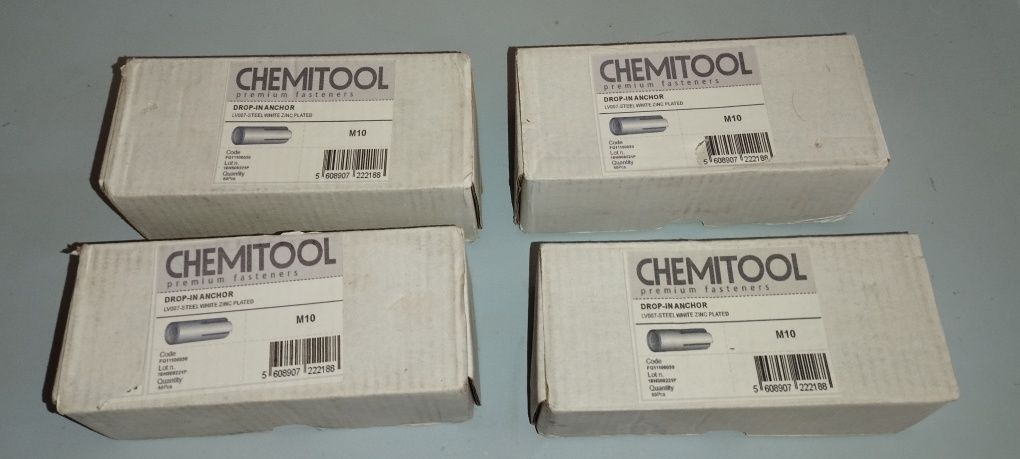 CHEMITOOL
premium fasteners
DROP-IN ANCHOR
LV007-STEEL WHITE ZINC PLATED
M10
Code
Lot n.
Quantity
5 608907 222188
CHEMITOOL
premium fasteners
DROP-IN ANCHOR
LV007-STEEL WHITE ZINC PLATED
M10
Code
Lot n.
Quantity
5 608907 222188
CHEMITOOL
premium fasteners
DROP-IN ANCHOR
LV007-STEEL WHITE ZINC PLATED
M10
Code
Lot n.
Quantity
5 608907 222188
CHEMITOOL
premium fasteners
DROP-IN ANCHOR
LV007-STEEL WHITE ZINC PLATED
M10
Code
Lot n.
Quantity
5 608907 222188